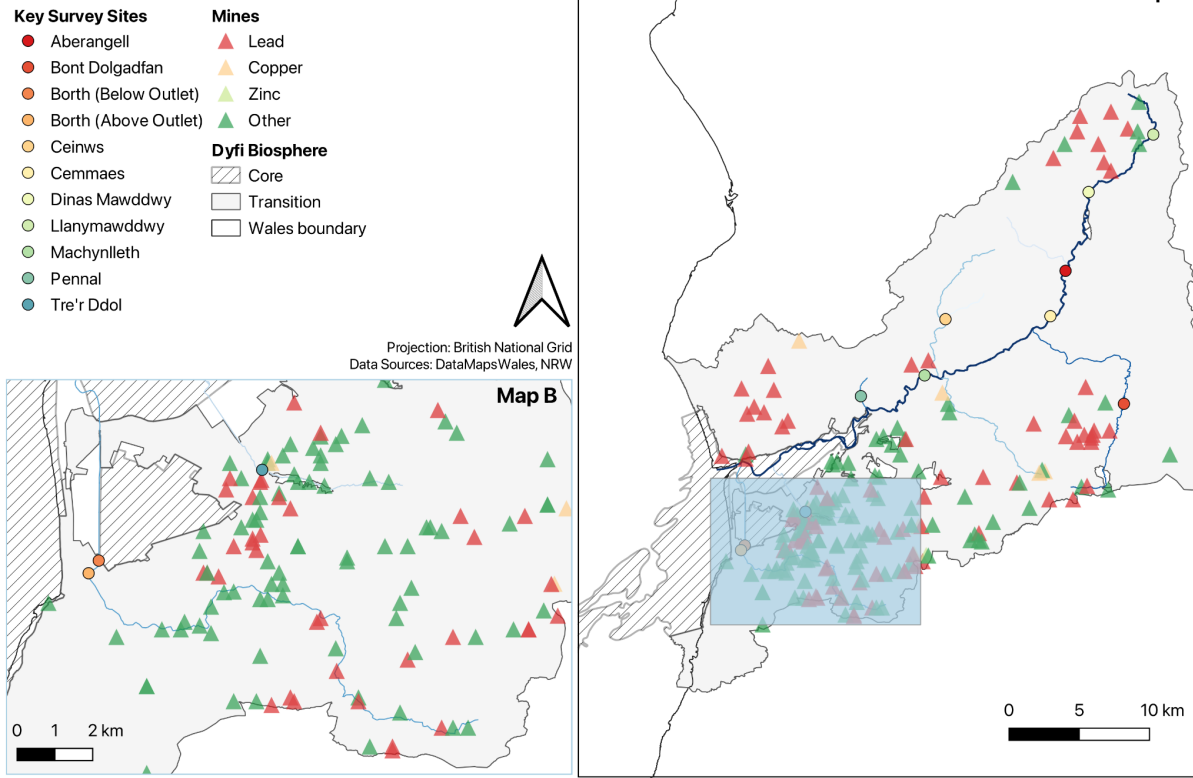 Key Survey Sites
Aberangell
Bont Dolgadfan
Borth (Below Outlet)
Borth (Above Outlet)
Ceinws
Cemmaes
Dinas Mawddwy
Llanymawddwy
Machynlleth
Pennal
Tre'r Ddol
Mines
Lead
Copper
Zinc
Other
Dyfi Biosphere
Core
Transition
Wales boundary
Projection: British National Grid
Data Sources: DataMapsWales, NRW
Map B
0 1 2 km
0 5 10 km